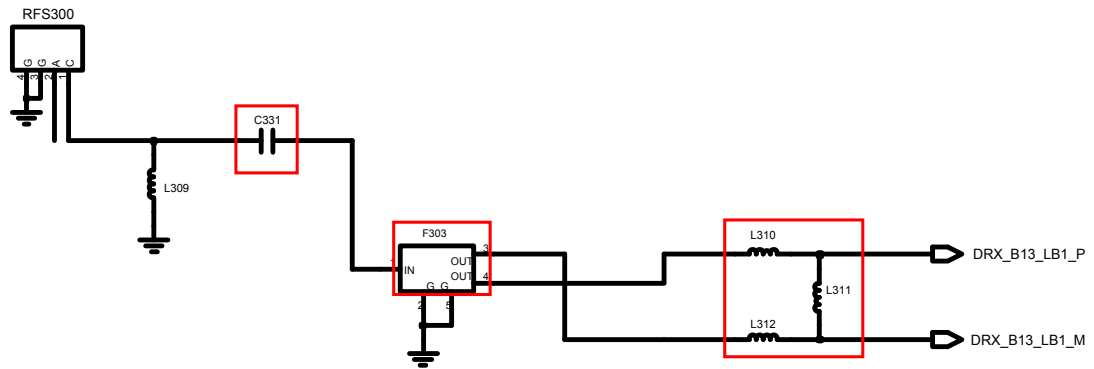 RFS300
G G A C
4 3 2 1
C331
L309
F303
3
IN
OUT
OUT
4
G G
2 5
L310
DRX_B13_LB1_P
L311
L312
DRX_B13_LB1_M